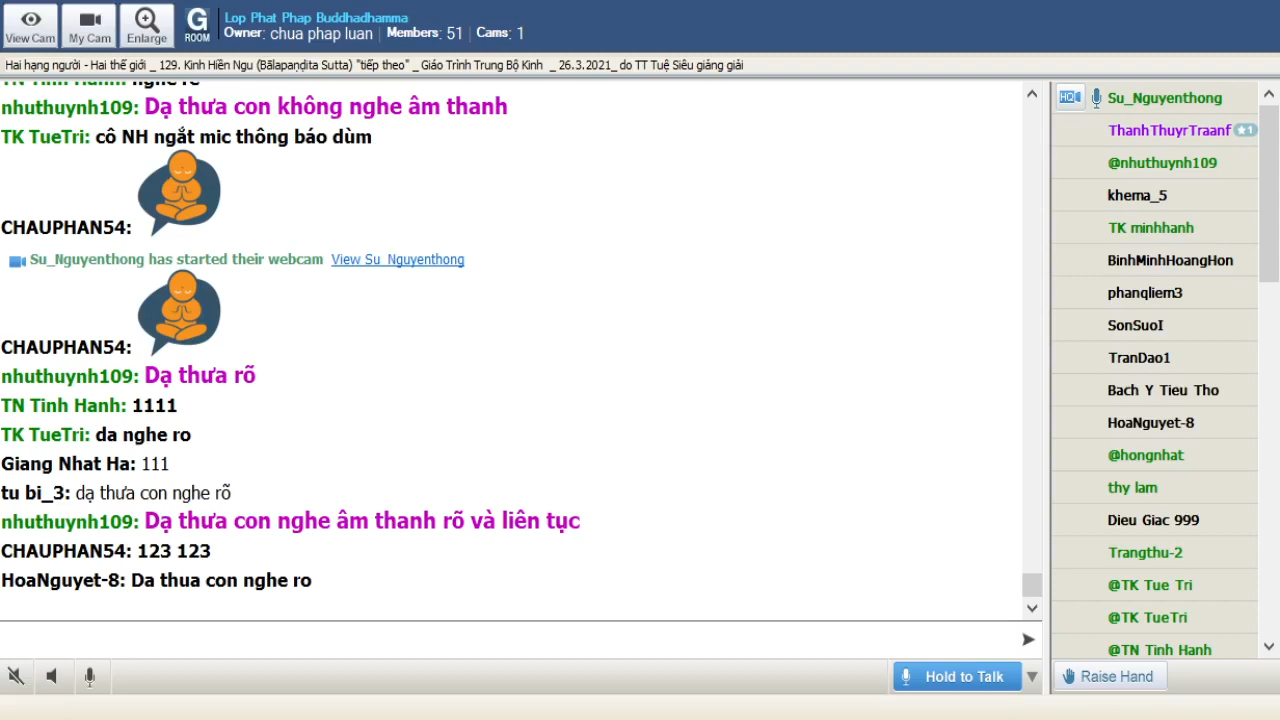 View Cam
My Cam
Enlarge
G
ROOM
Lop Phat Phap Buddhadhamma
Owner: chua phap luan | Members: 51 | Cams: 1
Hai hạng người - Hai thế giới _ 129. Kinh Hiền Ngu (Bālapaṇḍita Sutta) "tiếp theo" _ Giáo Trình Trung Bộ Kinh _ 26.3.2021_ do TT Tuệ Siêu giảng giải
TN Tinh Hanh: nghe ro
nhuthuynh109: Dạ thưa con không nghe âm thanh
TK TueTri: cô NH ngắt mic thông báo dùm
CHAUPHAN54:
Su_Nguyenthong has started their webcam View Su_Nguyenthong
CHAUPHAN54:
nhuthuynh109: Dạ thưa rõ
TN Tinh Hanh: 1111
TK TueTri: da nghe ro
Giang Nhat Ha: 111
tu bi_3: dạ thưa con nghe rõ
nhuthuynh109: Dạ thưa con nghe âm thanh rõ và liên tục
CHAUPHAN54: 123 123
HoaNguyet-8: Da thua con nghe ro
Hold to Talk
HQ
Su_Nguyenthong
ThanhThuyrTraanf
1
@nhuthuynh109
khema_5
TK minhhanh
BinhMinhHoangHon
phanqliem3
SonSuoI
TranDao1
Bach Y Tieu Tho
HoaNguyet-8
@hongnhat
thy lam
Dieu Giac 999
Trangthu-2
@TK Tue Tri
@TK TueTri
@TN Tinh Hanh
Raise Hand